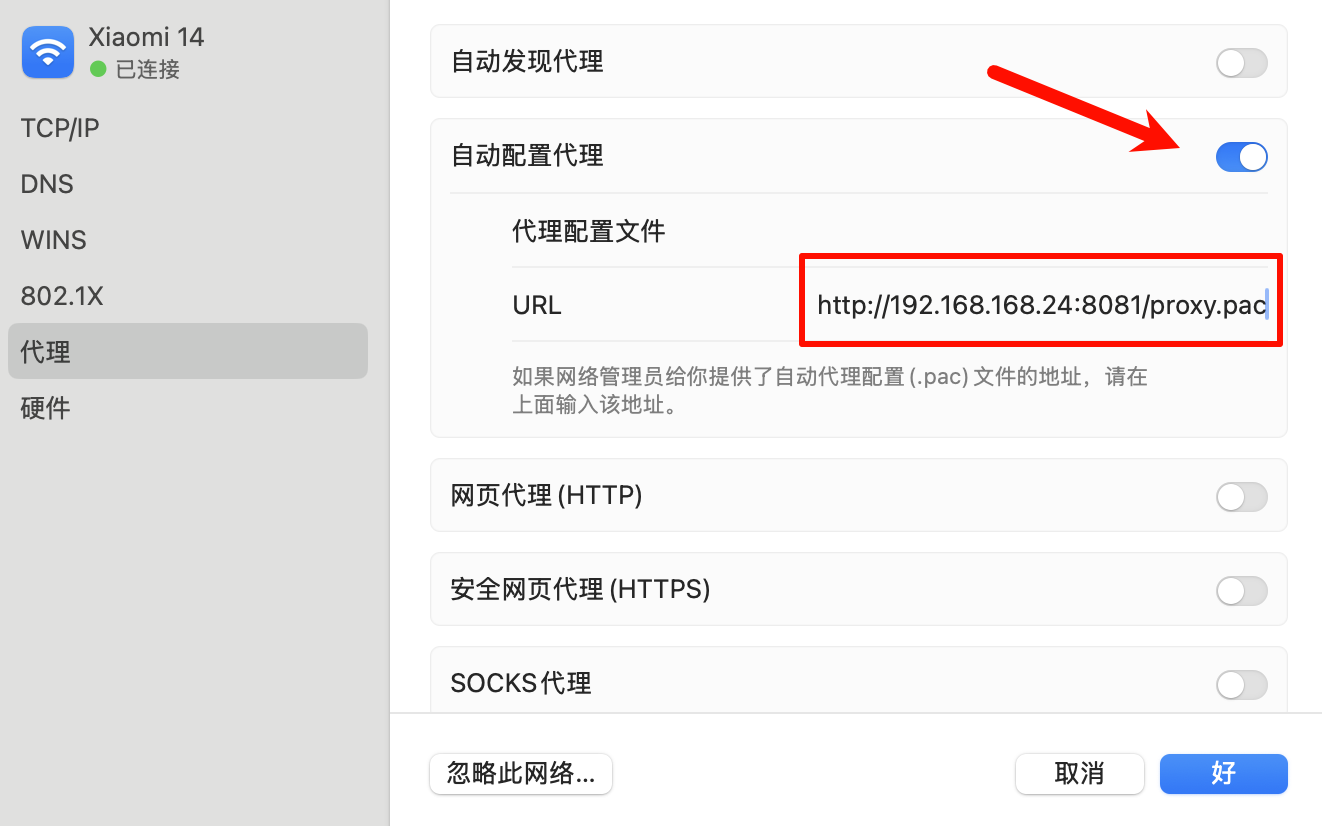 Xiaomi 14
已连接
TCP/IP
DNS
WINS
802.1X
代理
硬件
自动发现代理
自动配置代理
代理配置文件
URL
http://192.168.168.24:8081/proxy.pac
如果网络管理员给你提供了自动代理配置 (.pac) 文件的地址，请在
上面输入该地址。
网页代理 (HTTP)
安全网页代理 (HTTPS)
SOCKS代理
忽略此网络...
取消
好